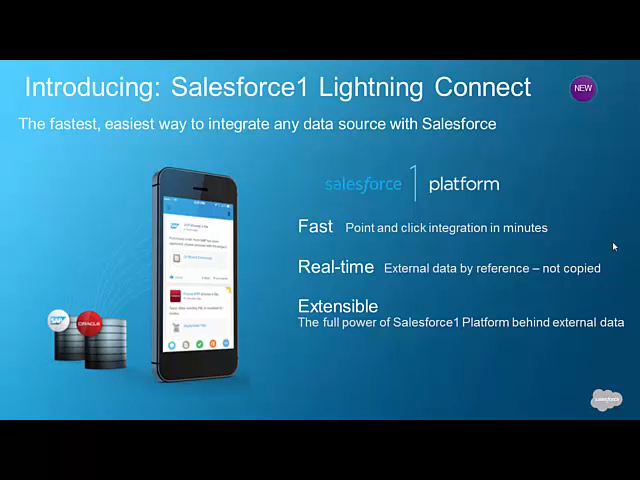 Introducing: Salesforce1 Lightning Connect
NEW
The fastest, easiest way to integrate any data source with Salesforce
salesforce1 platform
Fast Point and click integration in minutes
Real-time External data by reference – not copied
Extensible
The full power of Salesforce1 Platform behind external data
SAP
ORACLE
salesforce